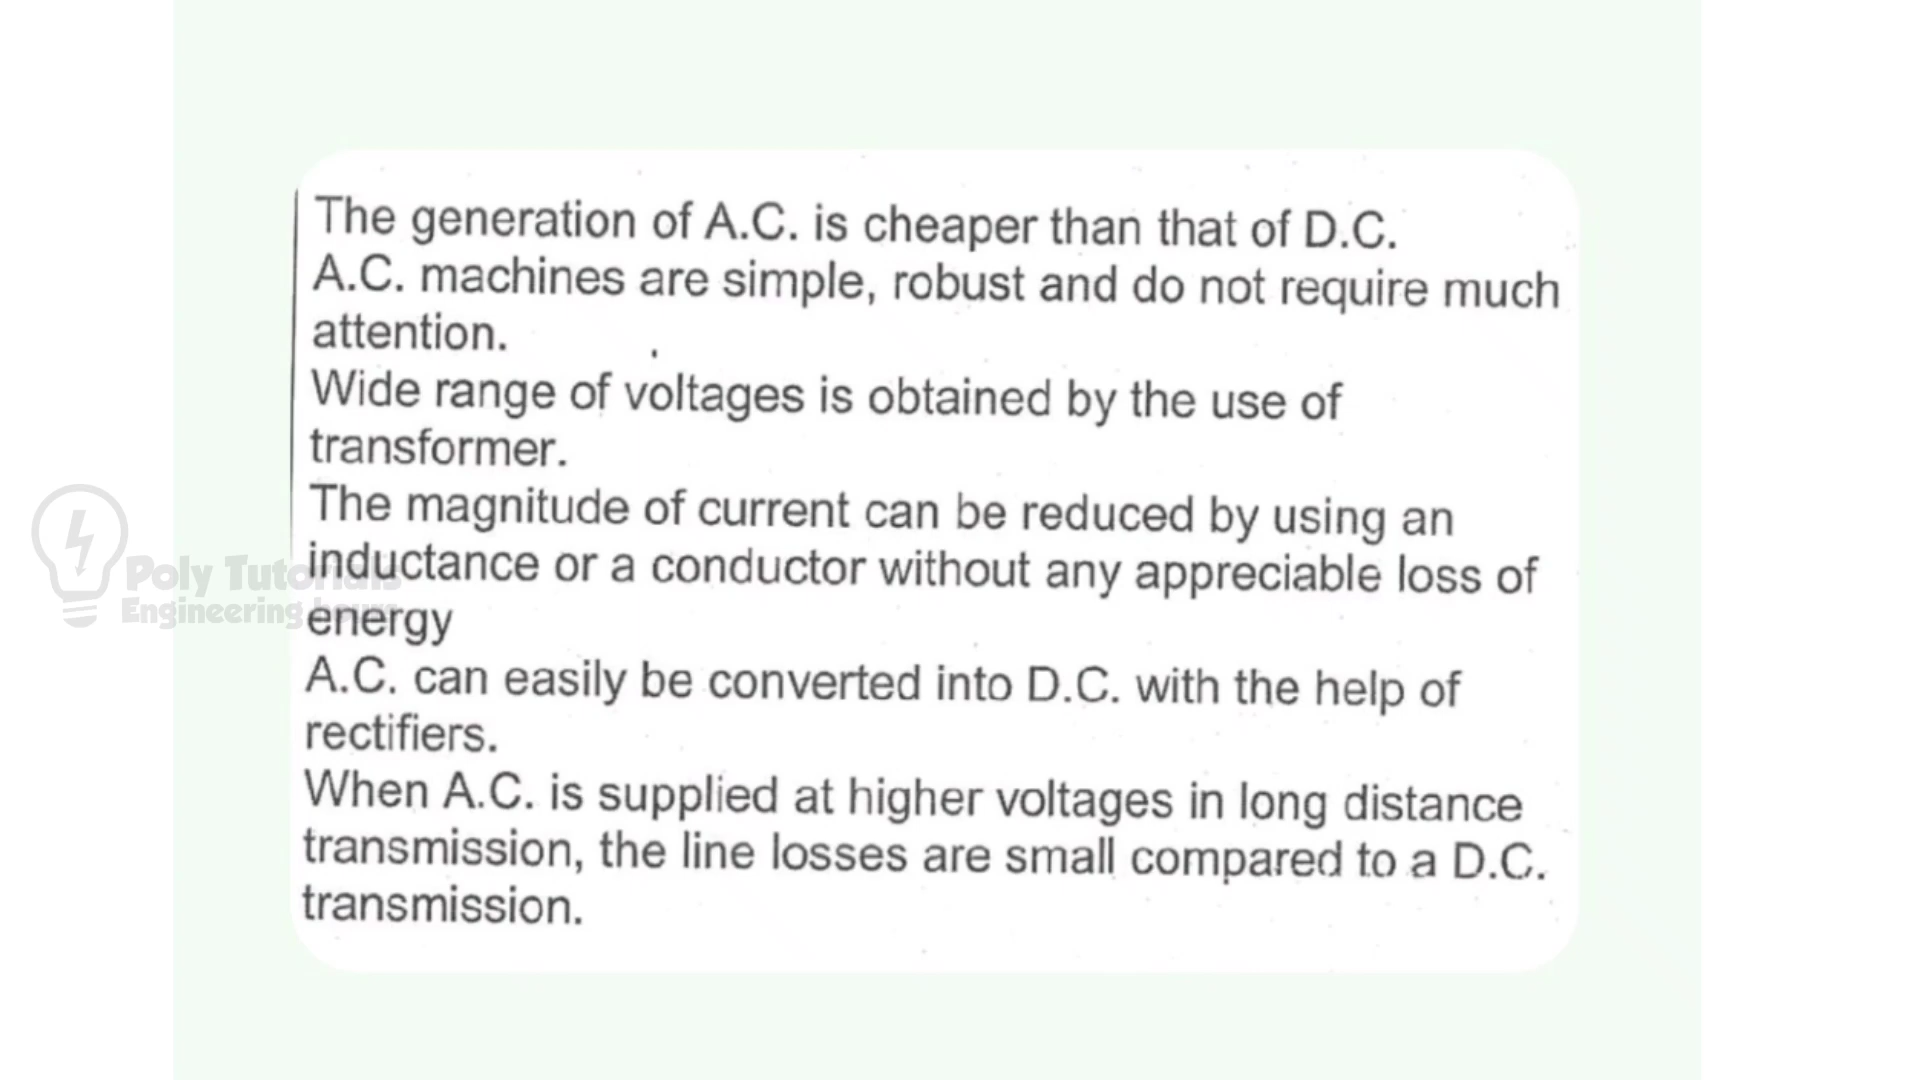 The generation of A.C. is cheaper than that of D.C.
A.C. machines are simple, robust and do not require much
attention.
Wide range of voltages is obtained by the use of
transformer.
The magnitude of current can be reduced by using an
inductance or a conductor without any appreciable loss of
energy
A.C. can easily be converted into D.C. with the help of
rectifiers.
When A.C. is supplied at higher voltages in long distance
transmission, the line losses are small compared to a D.C.
transmission.
Poly Tutorials
Engineering hours